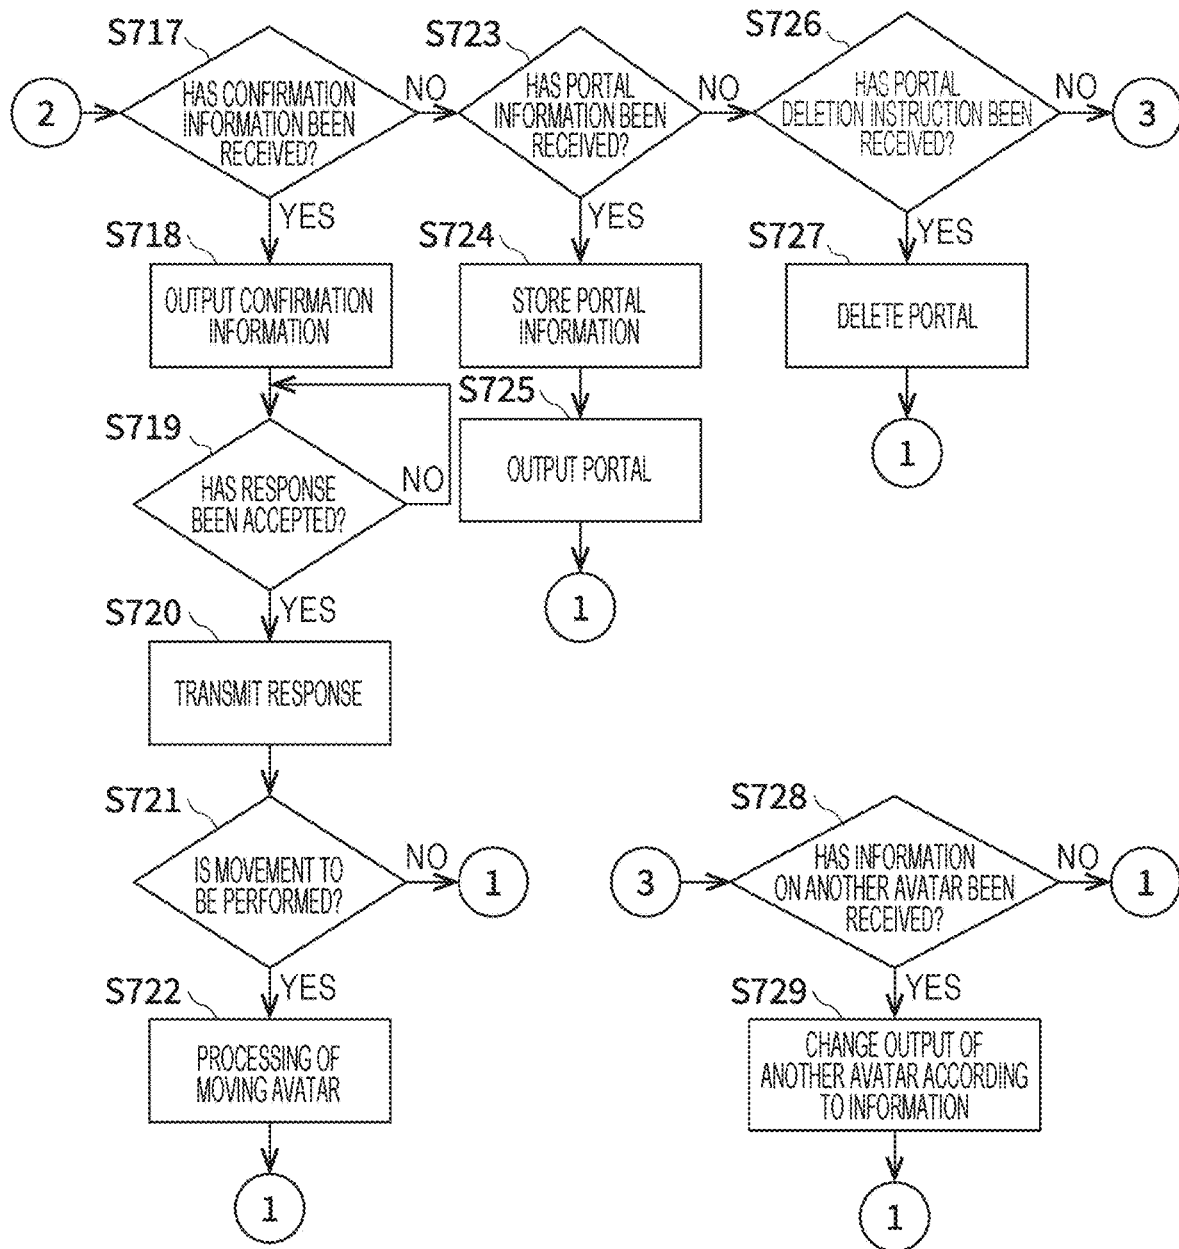 S717
S723
S726
2
HAS CONFIRMATION
INFORMATION BEEN
RECEIVED?
NO
HAS PORTAL
INFORMATION BEEN
RECEIVED?
NO
HAS PORTAL
DELETION INSTRUCTION BEEN
RECEIVED?
NO
3
YES
YES
YES
S718
OUTPUT CONFIRMATION
INFORMATION
S724
STORE PORTAL
INFORMATION
S727
DELETE PORTAL
1
S719
HAS RESPONSE
BEEN ACCEPTED?
NO
S725
OUTPUT PORTAL
1
YES
S720
TRANSMIT RESPONSE
S721
IS MOVEMENT TO
BE PERFORMED?
NO
1
YES
S722
PROCESSING OF
MOVING AVATAR
1
S728
3
HAS INFORMATION
ON ANOTHER AVATAR BEEN
RECEIVED?
NO
1
YES
S729
CHANGE OUTPUT OF
ANOTHER AVATAR ACCORDING
TO INFORMATION
1